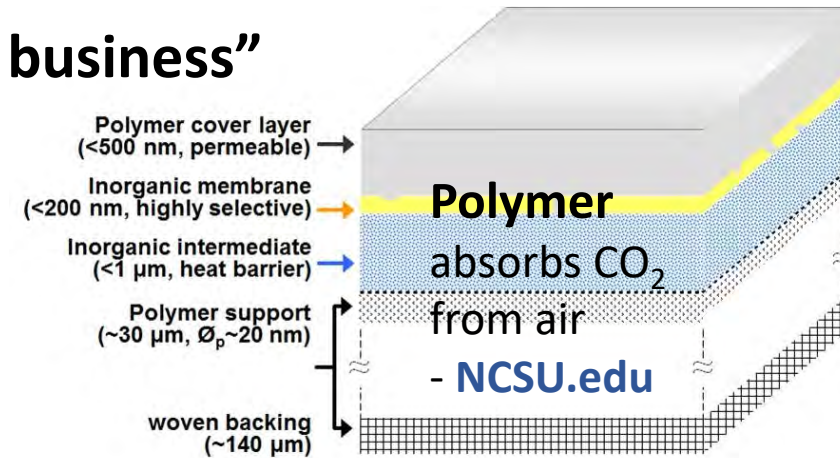 business”
Polymer cover layer
(<500 nm, permeable)
Inorganic membrane
(<200 nm, highly selective)
Inorganic intermediate
(<1 µm, heat barrier)
Polymer support
(~30 µm, Øₚ~20 nm)
woven backing
(~140 µm)
Polymer
absorbs CO₂
from air
- NCSU.edu